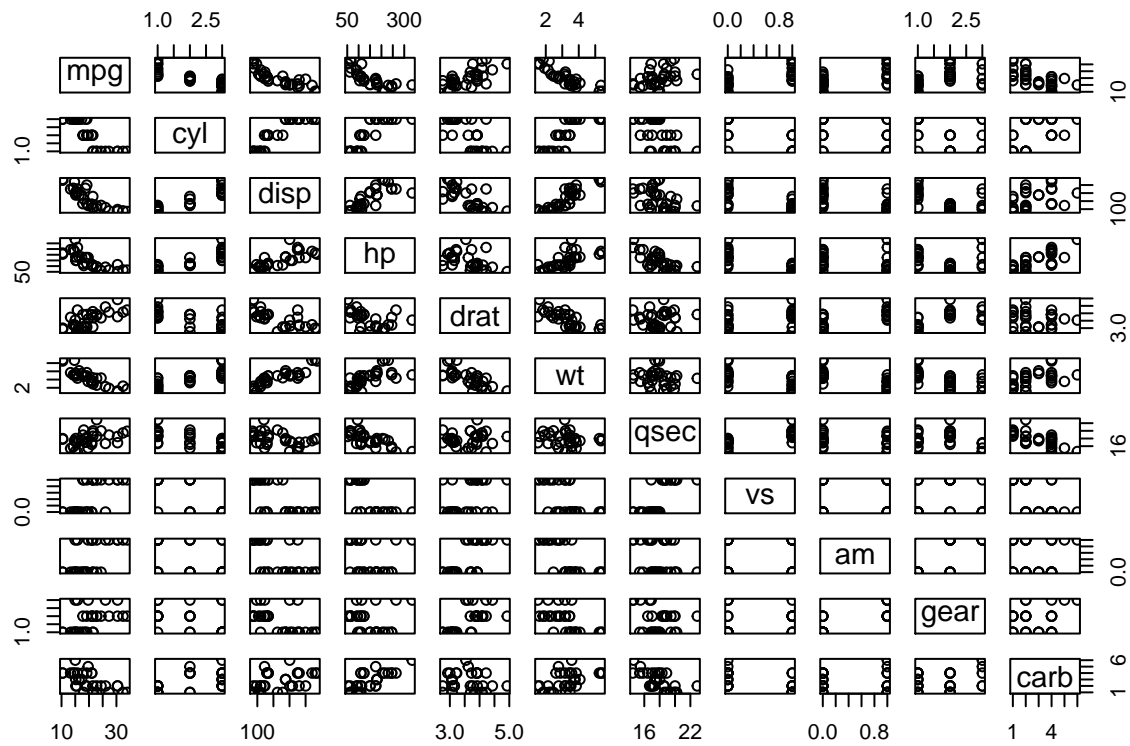 1.0 2.5 50 300 2 4 0.0 0.6 1.0 2.5
mpg 10
1.0 cyl
disp 100
50 hp
drat 3.0
2 wt
qsec 16
0.0 vs
am 0.0
1.0 gear
carb 1 6
10 30 100 3.0 5.0 16 22 0.0 0.8 1 4